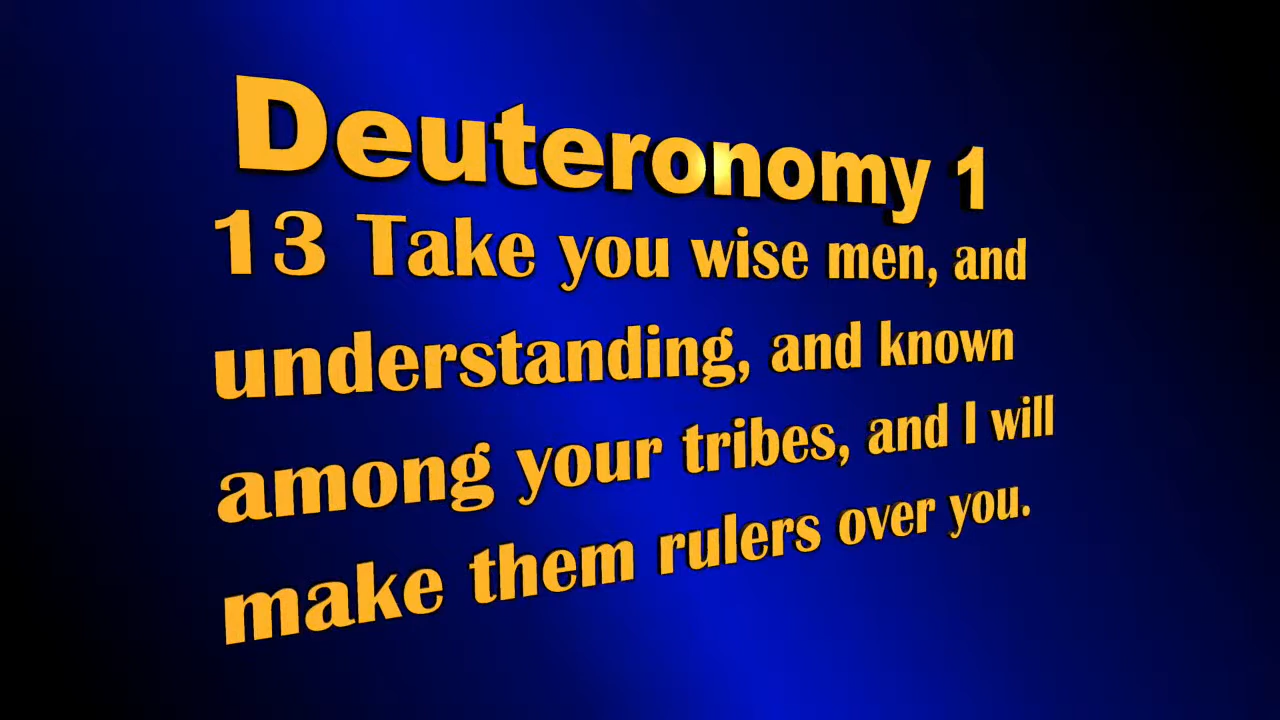 Deuteronomy 1
13 Take you wise men, and
understanding, and known
among your tribes, and I will
make them rulers over you.